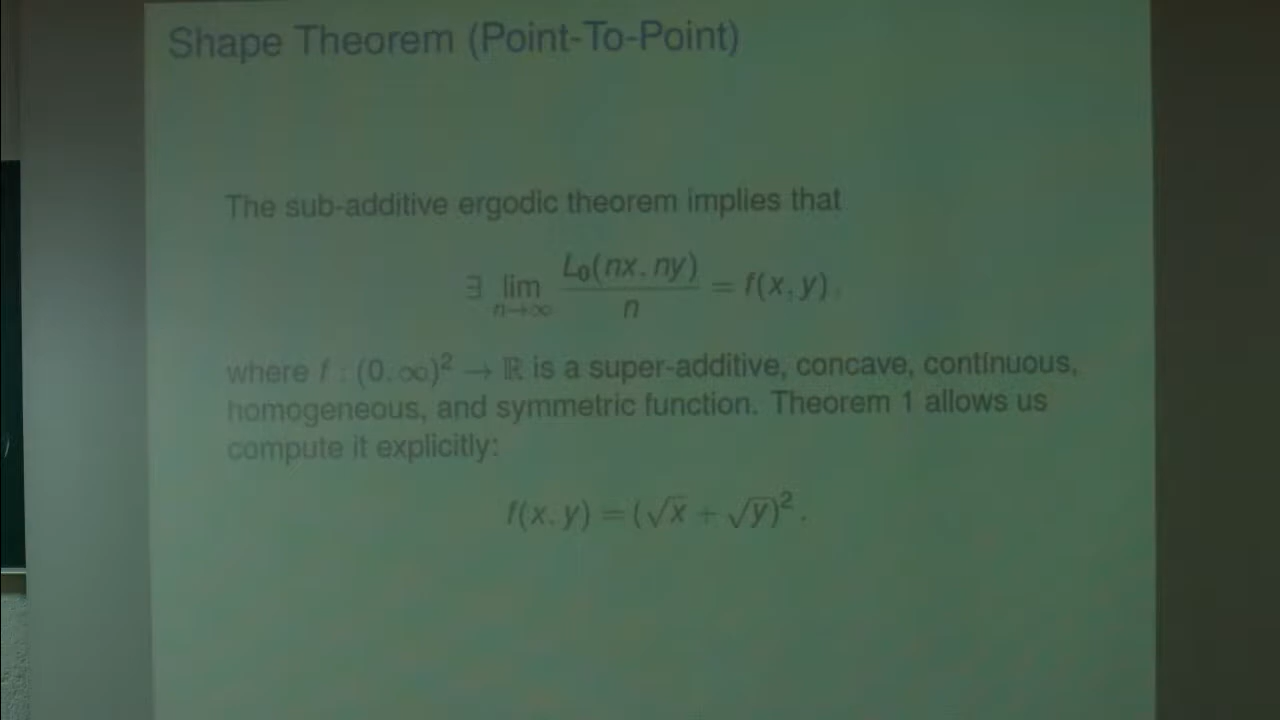 Shape Theorem (Point-To-Point)
The sub-additive ergodic theorem implies that
∃ lim_{n→∞} L₀(nx, ny) / n = f(x, y),
where f : (0, ∞)² → ℝ is a super-additive, concave, continuous,
homogeneous, and symmetric function. Theorem 1 allows us
compute it explicitly:
f(x, y) = (√x + √y)².